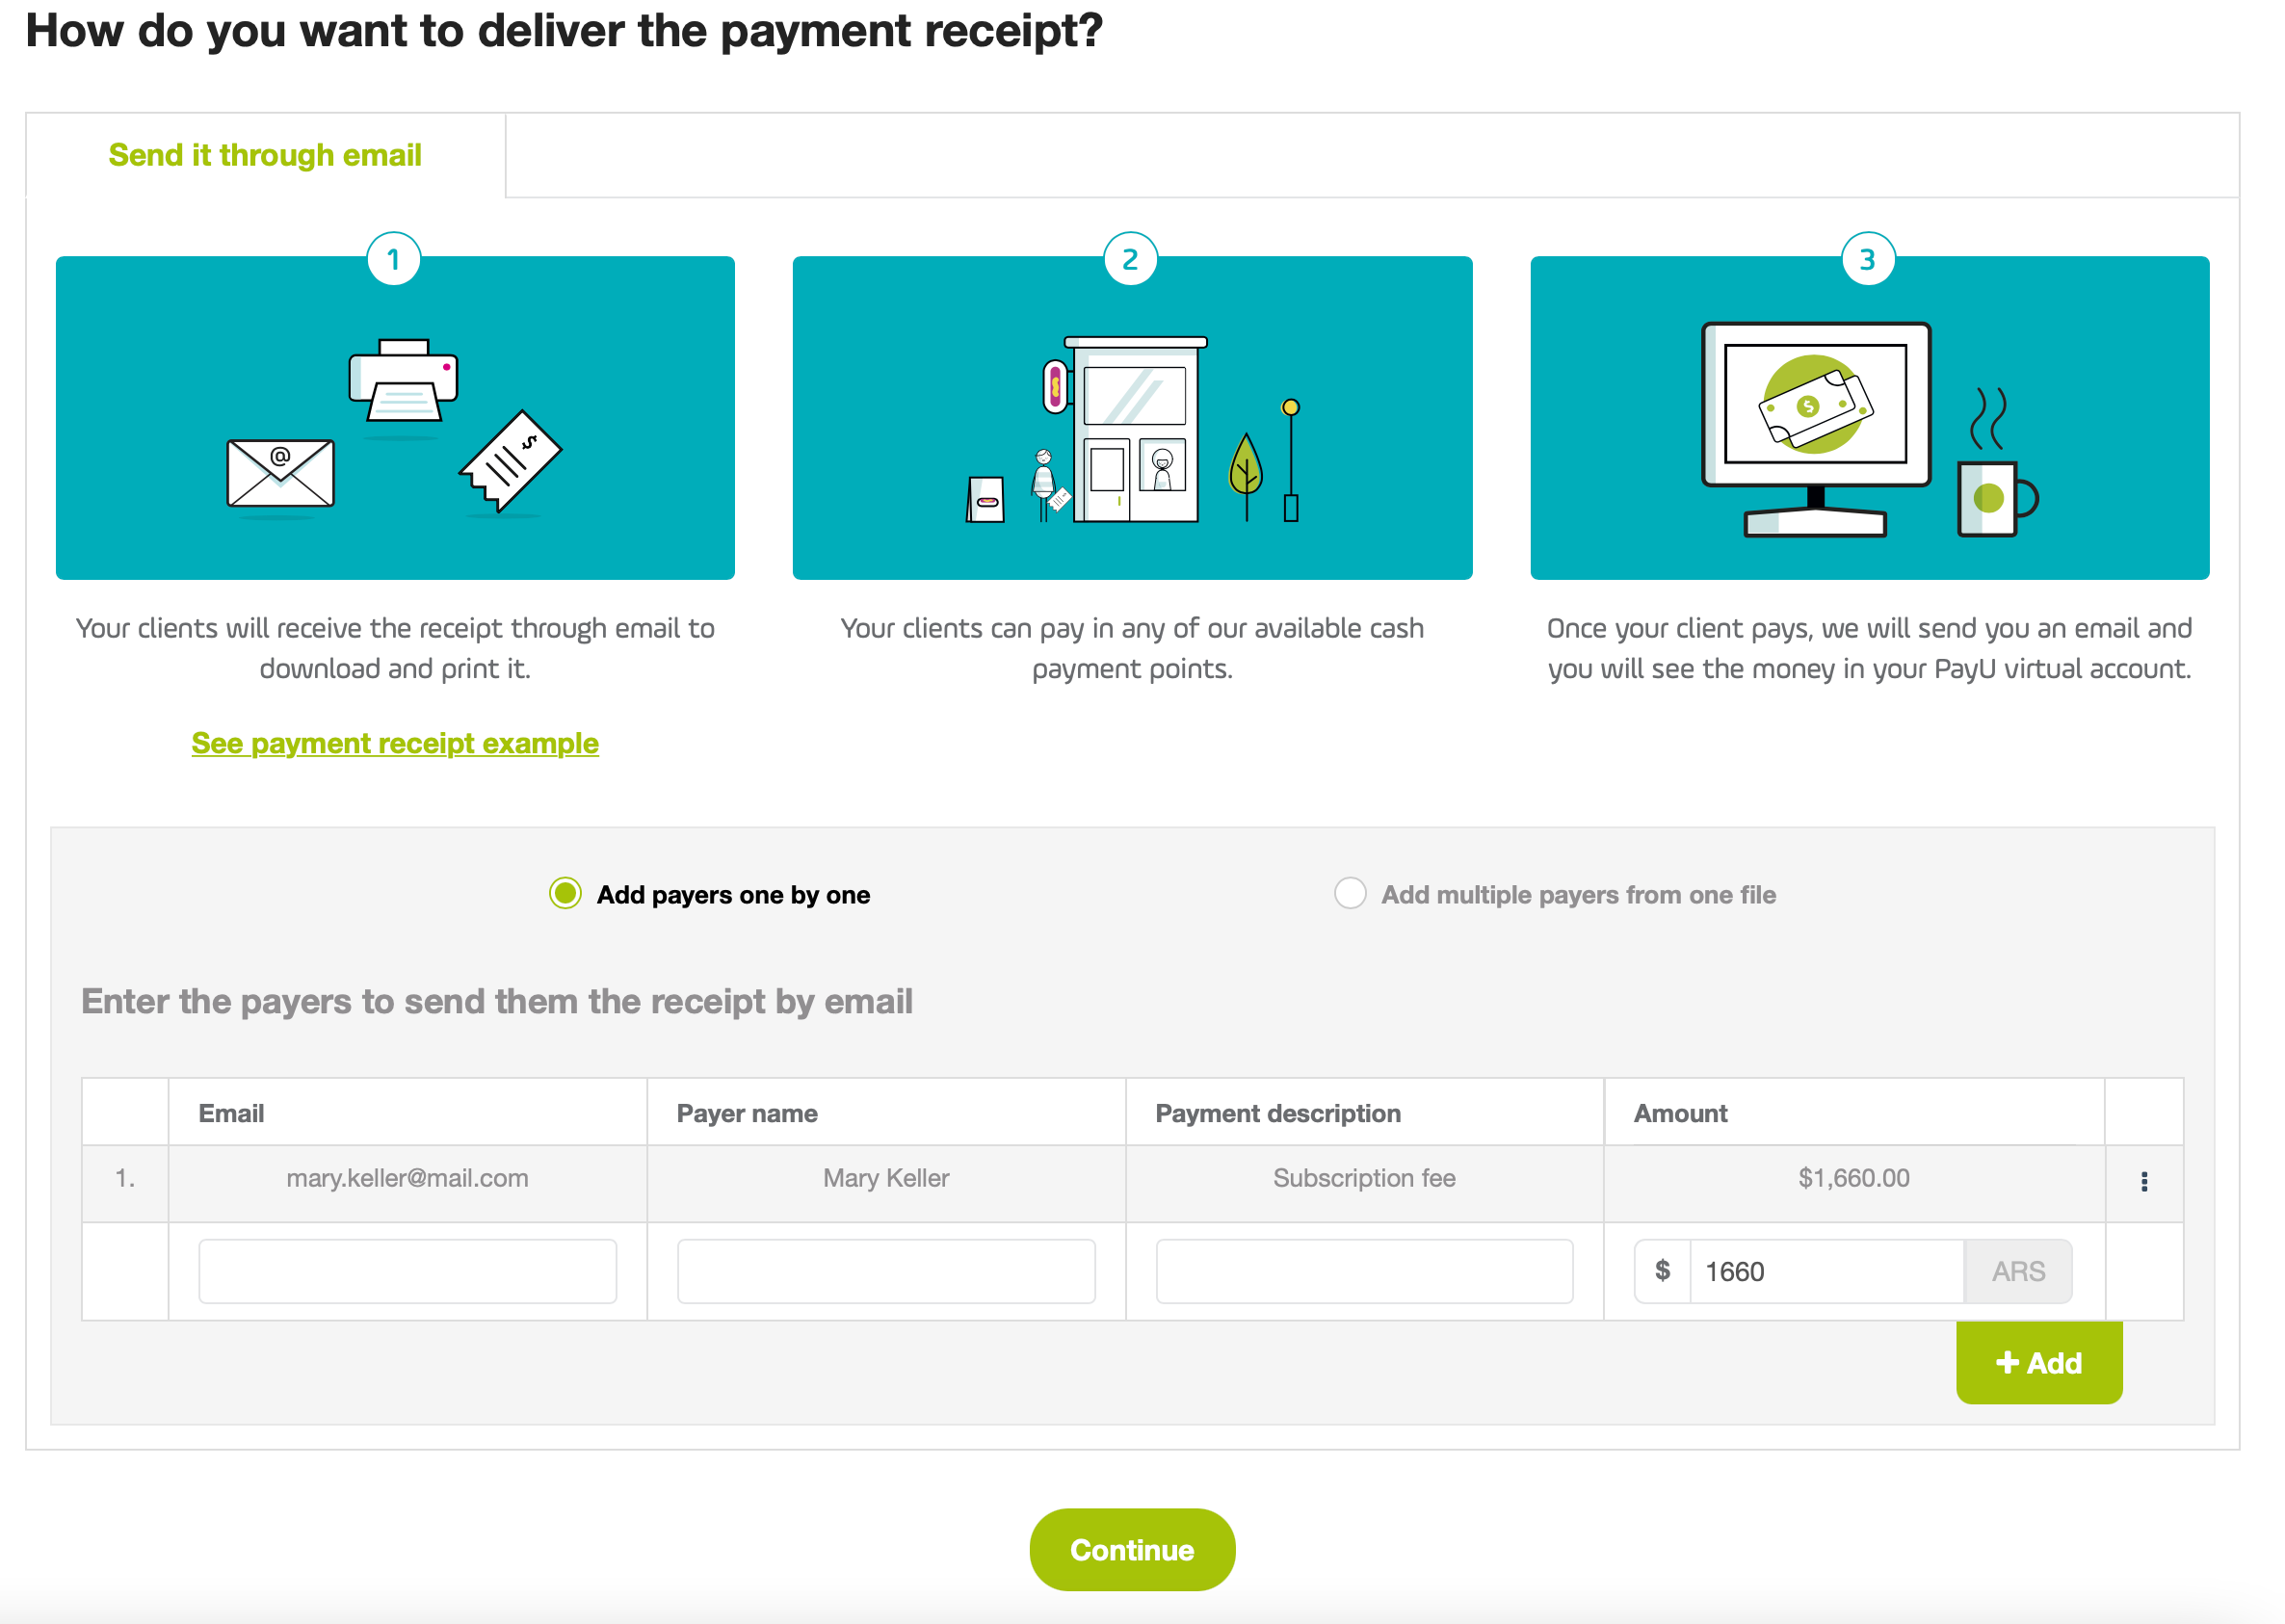 How do you want to deliver the payment receipt?
Send it through email
1
2
3
@
$
$
Your clients will receive the receipt through email to
download and print it.
Your clients can pay in any of our available cash
payment points.
Once your client pays, we will send you an email and
you will see the money in your PayU virtual account.
See payment receipt example
Add payers one by one
Add multiple payers from one file
Enter the payers to send them the receipt by email
Email Payer name Payment description Amount
1. mary.keller@mail.com Mary Keller Subscription fee $1,660.00
$ 1660 ARS
+ Add
Continue